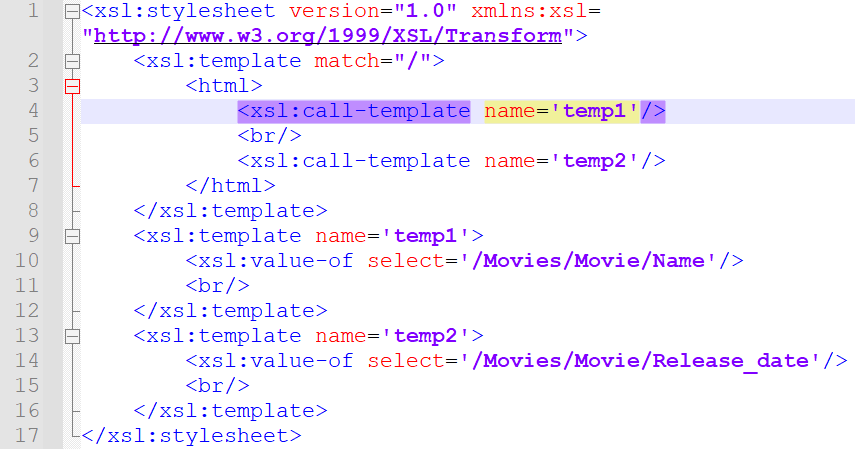 1 <xsl:stylesheet version="1.0" xmlns:xsl=
"http://www.w3.org/1999/XSL/Transform">
2 <xsl:template match="/">
3 <html>
4 <xsl:call-template name='temp1'/>
5 <br/>
6 <xsl:call-template name='temp2'/>
7 </html>
8 </xsl:template>
9 <xsl:template name='temp1'>
10 <xsl:value-of select='/Movies/Movie/Name'/>
11 <br/>
12 </xsl:template>
13 <xsl:template name='temp2'>
14 <xsl:value-of select='/Movies/Movie/Release_date'/>
15 <br/>
16 </xsl:template>
17 </xsl:stylesheet>